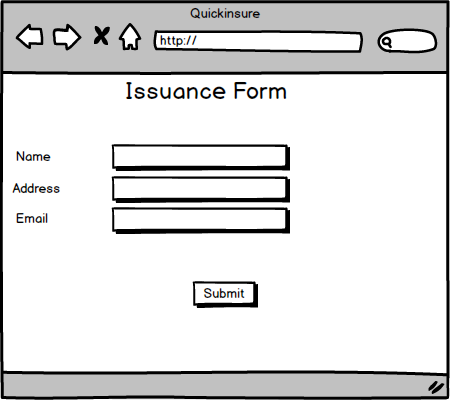 Quickinsure
http://
Issuance Form
Name
Address
Email
Submit